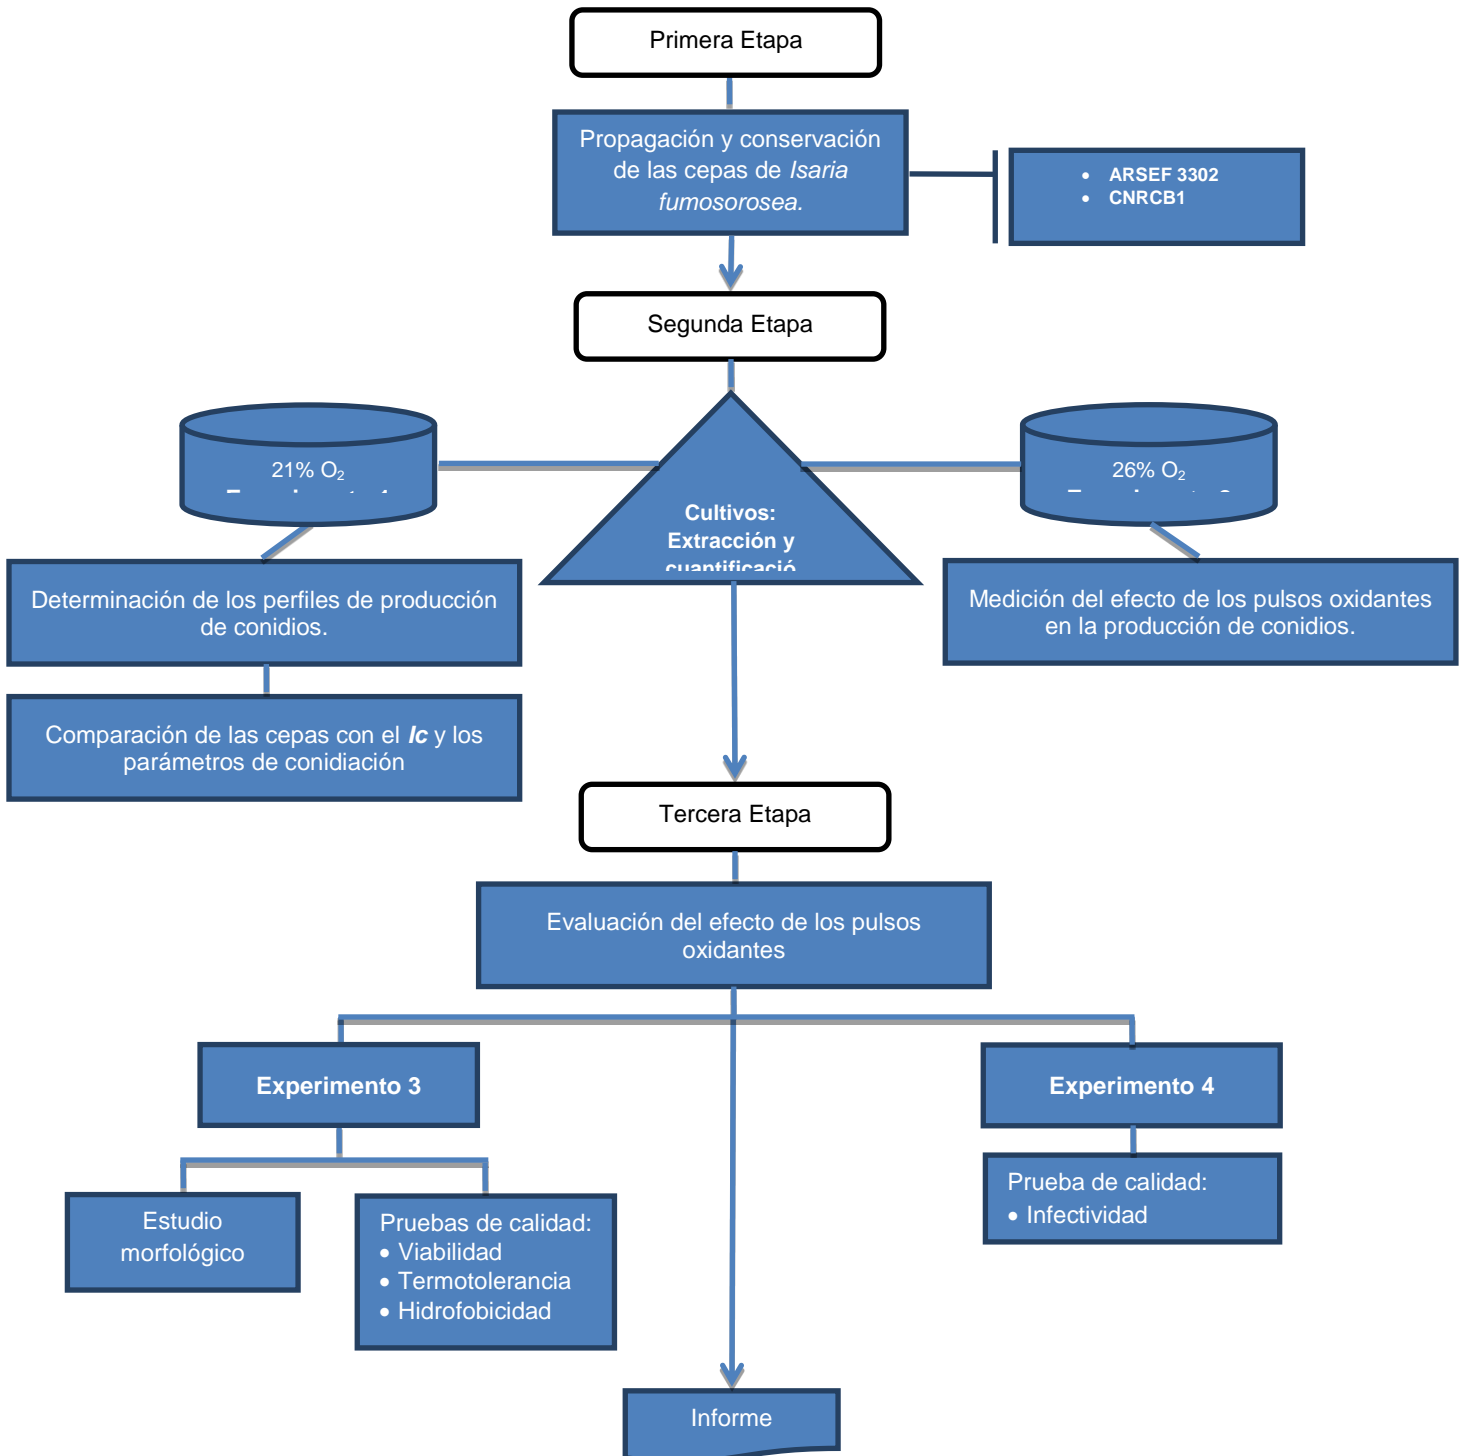 Primera Etapa
Propagación y conservación
de las cepas de Isaria
fumosorosea.
• ARSEF 3302
• CNRCB1
Segunda Etapa
21% O₂
26% O₂
Cultivos:
Extracción y
cuantificació
Determinación de los perfiles de producción
de conidios.
Medición del efecto de los pulsos oxidantes
en la producción de conidios.
Comparación de las cepas con el Ic y los
parámetros de conidiación
Tercera Etapa
Evaluación del efecto de los pulsos
oxidantes
Experimento 3
Experimento 4
Estudio
morfológico
Pruebas de calidad:
• Viabilidad
• Termotolerancia
• Hidrofobicidad
Prueba de calidad:
• Infectividad
Informe